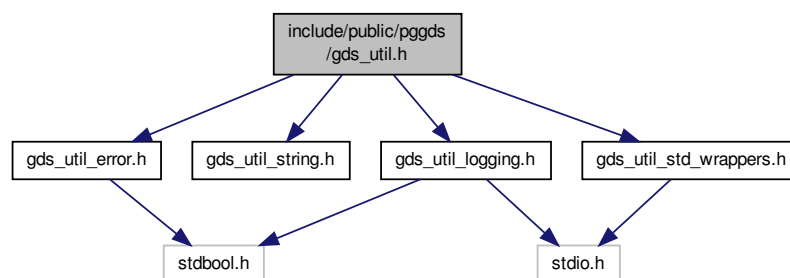 include/public/pggds
/gds_util.h
gds_util_error.h
gds_util_string.h
gds_util_logging.h
gds_util_std_wrappers.h
stdbool.h
stdio.h